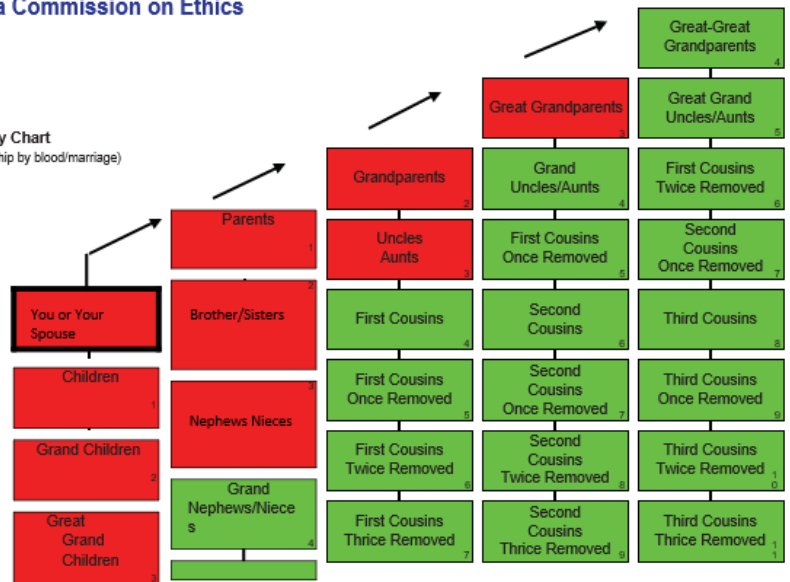 a Commission on Ethics
y Chart
hip by blood/marriage)
You or Your
Spouse
Children
1
Grand Children
2
Great
Grand
Children
3
Parents
1
2
Brother/Sisters
3
Nephews Nieces
Grand
Nephews/Niece
s
4
Grandparents
2
Uncles
Aunts
3
First Cousins
4
First Cousins
Once Removed
5
First Cousins
Twice Removed
6
First Cousins
Thrice Removed
7
Great Grandparents
3
Grand
Uncles/Aunts
4
First Cousins
Once Removed
5
Second
Cousins
6
Second
Cousins
Once Removed
7
Second
Cousins
Twice Removed
8
Second
Cousins
Thrice Removed
9
Great-Great
Grandparents
4
Great Grand
Uncles/Aunts
5
First Cousins
Twice Removed
6
Second
Cousins
Once Removed
7
Third Cousins
8
Third Cousins
Once Removed
9
Third Cousins
Twice Removed
1
0
Third Cousins
Thrice Removed
1
1